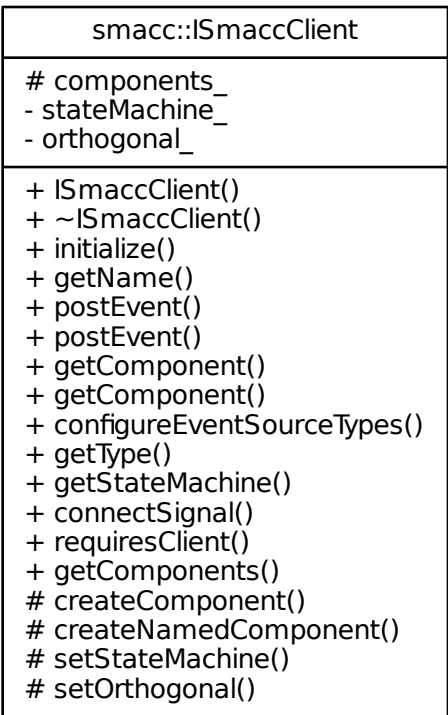 smacc::ISmaccClient
# components_
- stateMachine_
- orthogonal_
+ ISmaccClient()
+ ~ISmaccClient()
+ initialize()
+ getName()
+ postEvent()
+ postEvent()
+ getComponent()
+ getComponent()
+ configureEventSourceTypes()
+ getType()
+ getStateMachine()
+ connectSignal()
+ requiresClient()
+ getComponents()
# createComponent()
# createNamedComponent()
# setStateMachine()
# setOrthogonal()